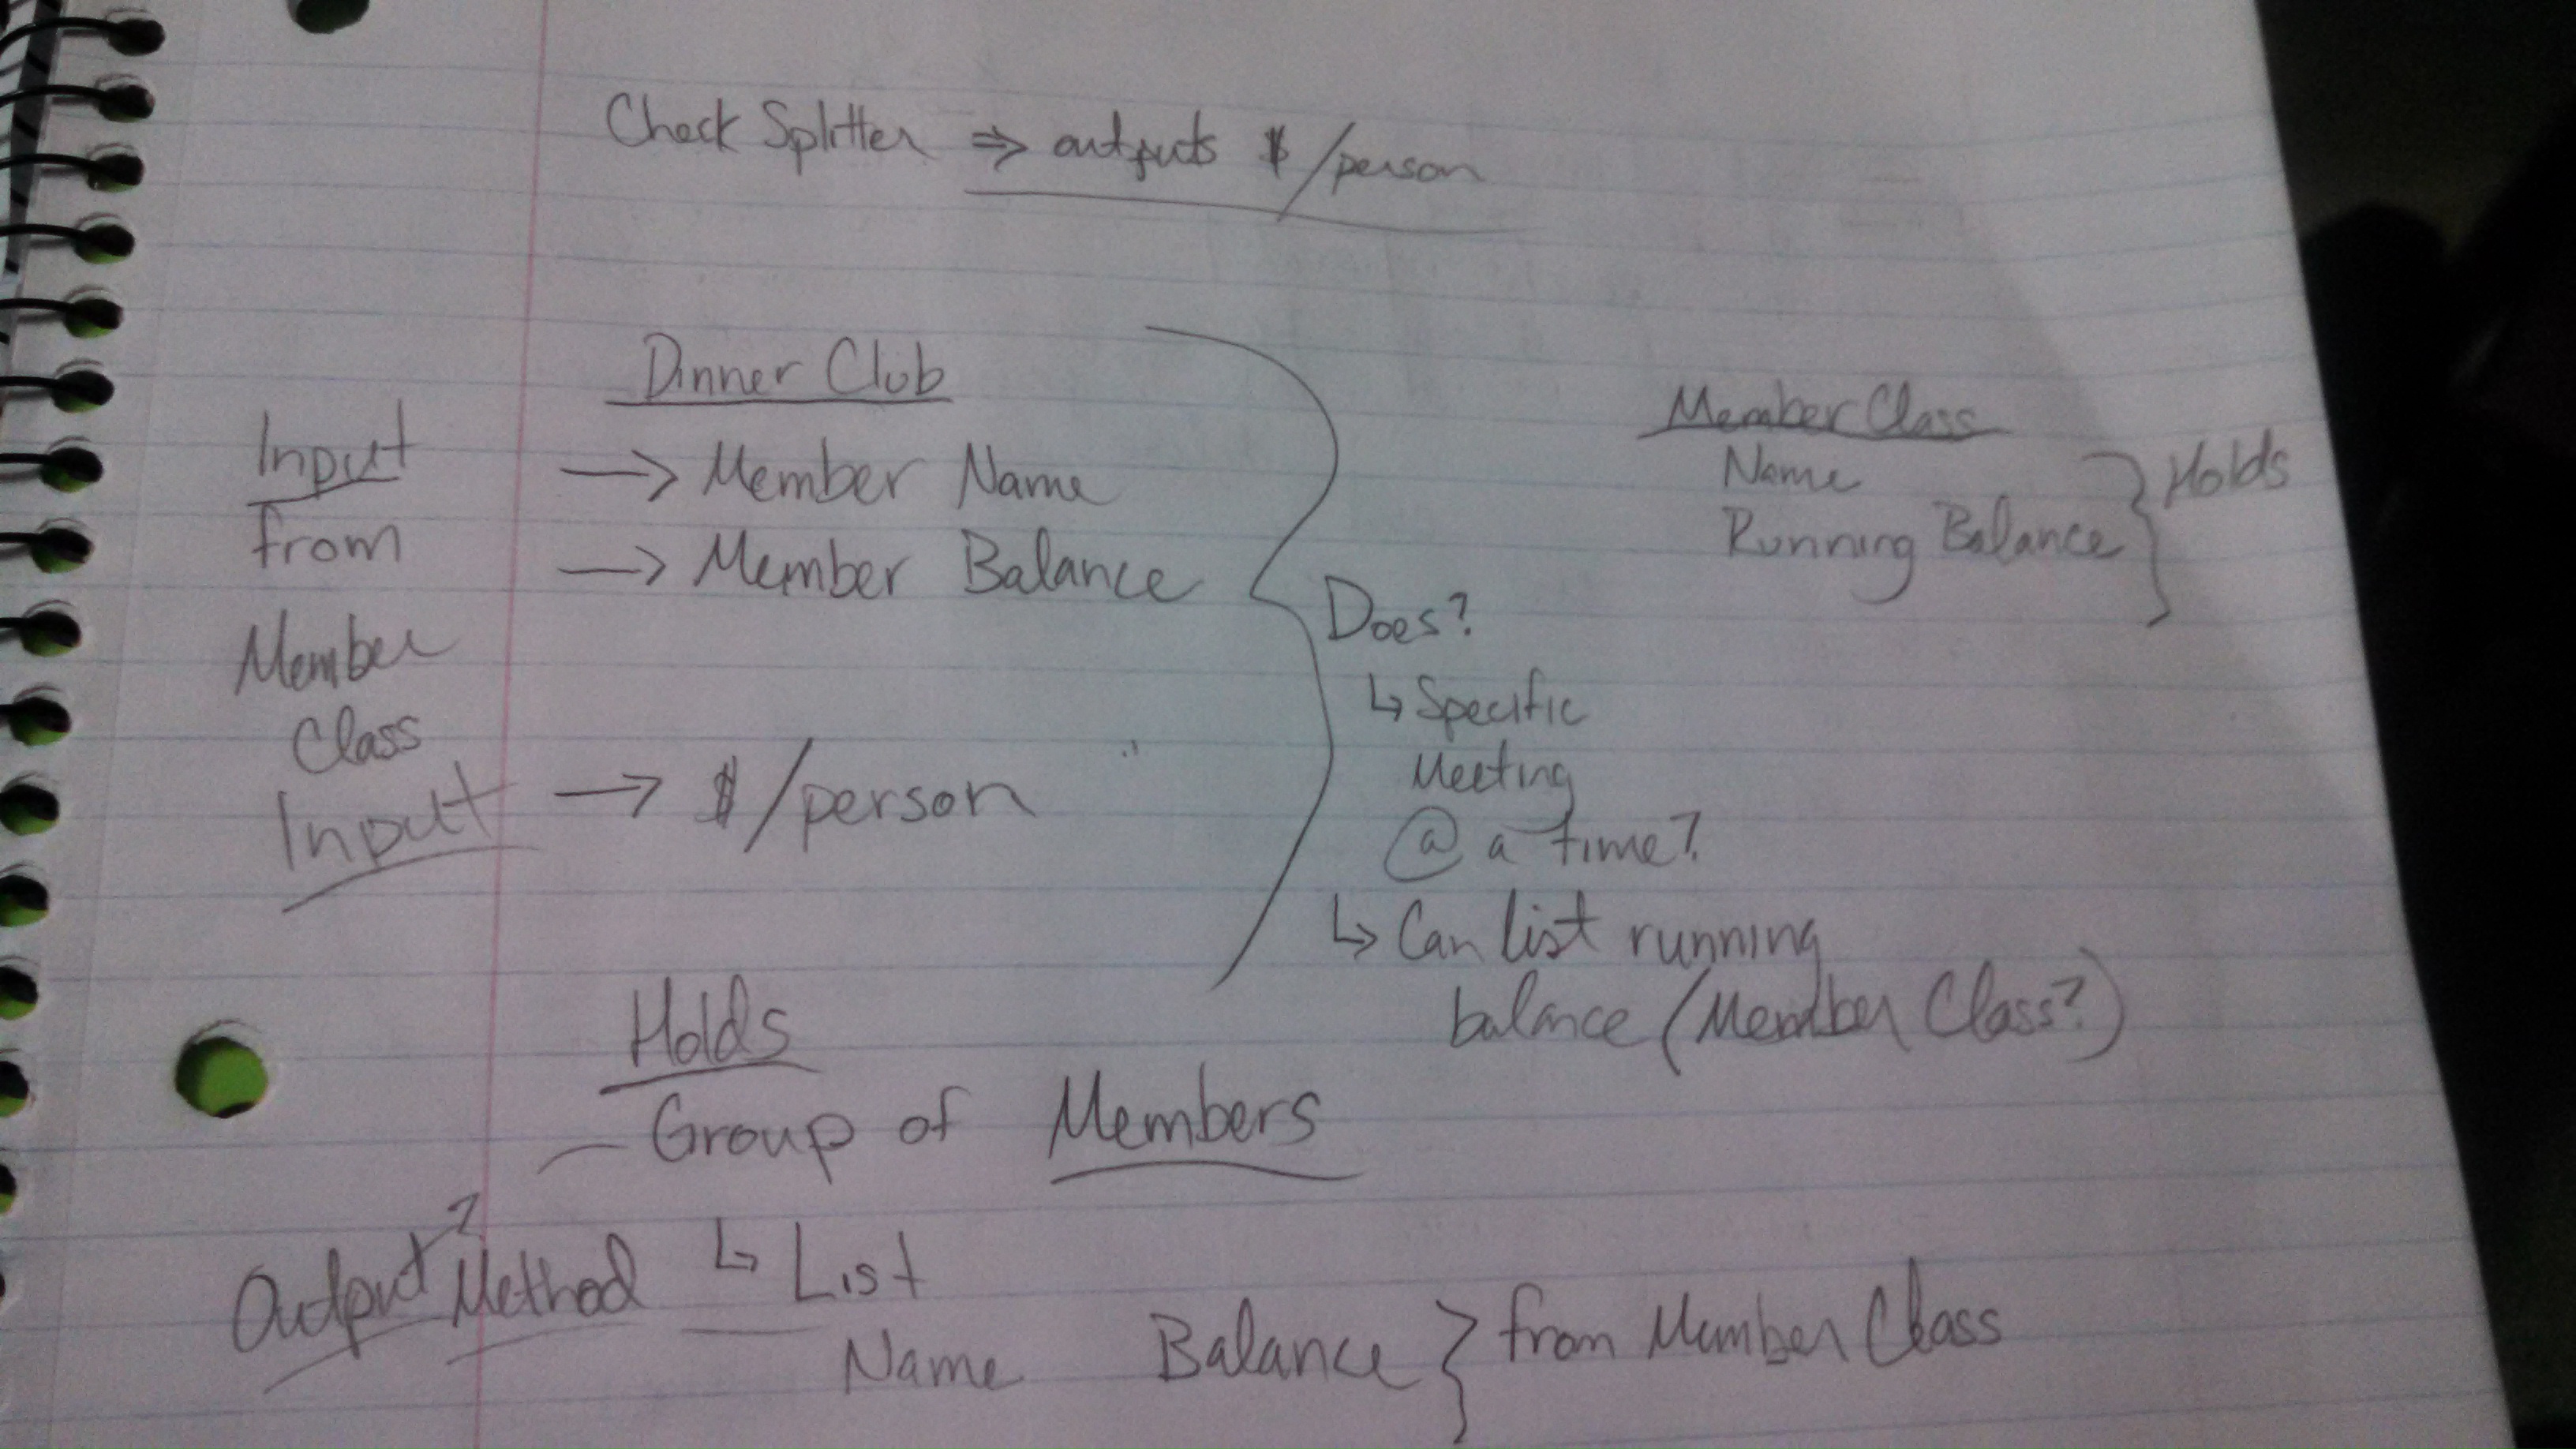 Check Splitter ⇒ outputs $/person
Dinner Club
Input → Member Name
from → Member Balance
Member
Class
Input → $/person
Does?
↳ Specific
Meeting
@ a time?
↳ Can list running
balance (Member Class?)
Member Class
Name
Running Balance } Holds
Holds
— Group of Members
Output Method? ↳ List
Name Balance } from Member Class